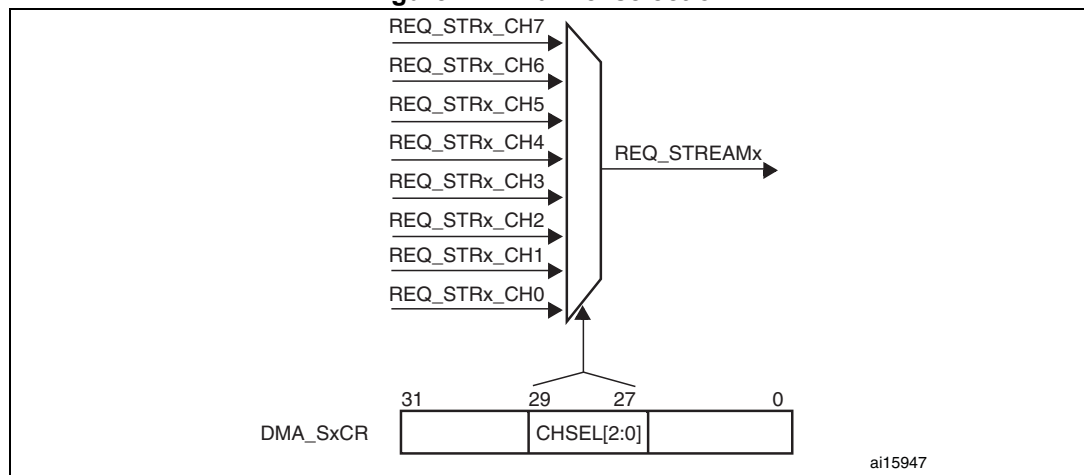 REQ_STRx_CH7
REQ_STRx_CH6
REQ_STRx_CH5
REQ_STRx_CH4
REQ_STREAMx
REQ_STRx_CH3
REQ_STRx_CH2
REQ_STRx_CH1
REQ_STRx_CH0
31 29 27 0
DMA_SxCR CHSEL[2:0]
ai15947